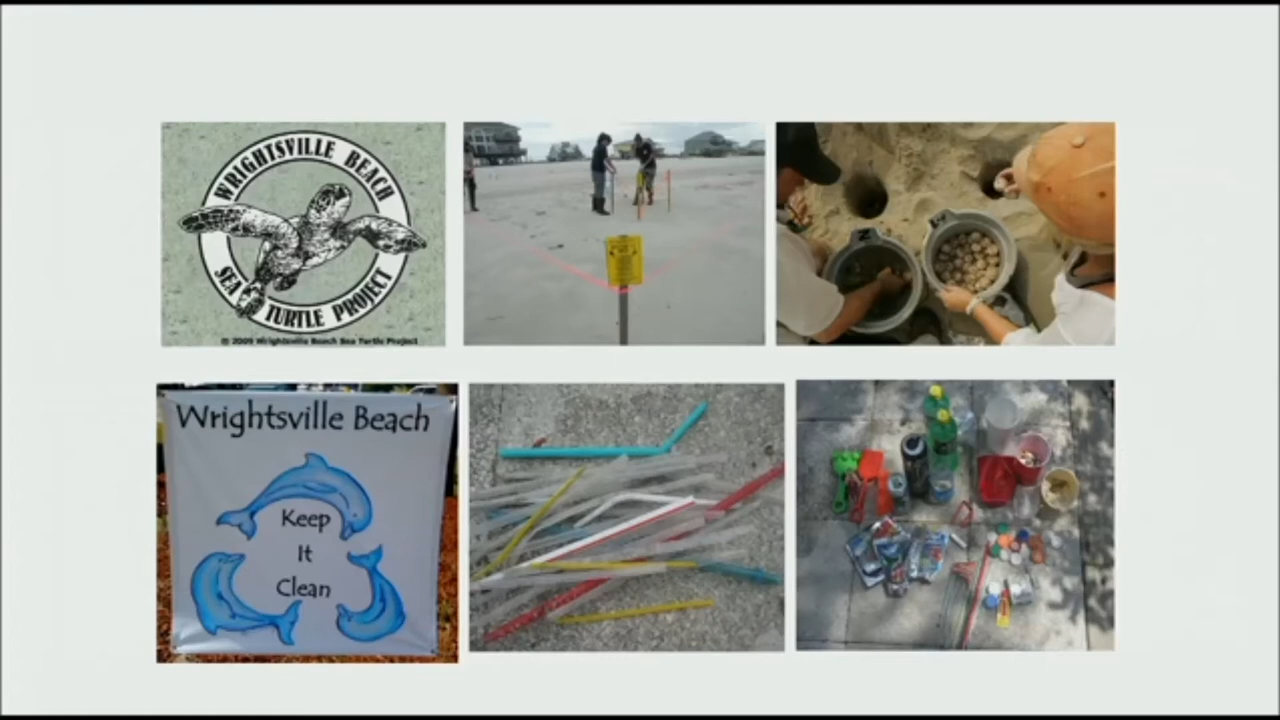 WRIGHTSVILLE BEACH
SEA TURTLE PROJECT
© 2009 Wrightsville Beach Sea Turtle Project
Wrightsville Beach
Keep
It
Clean